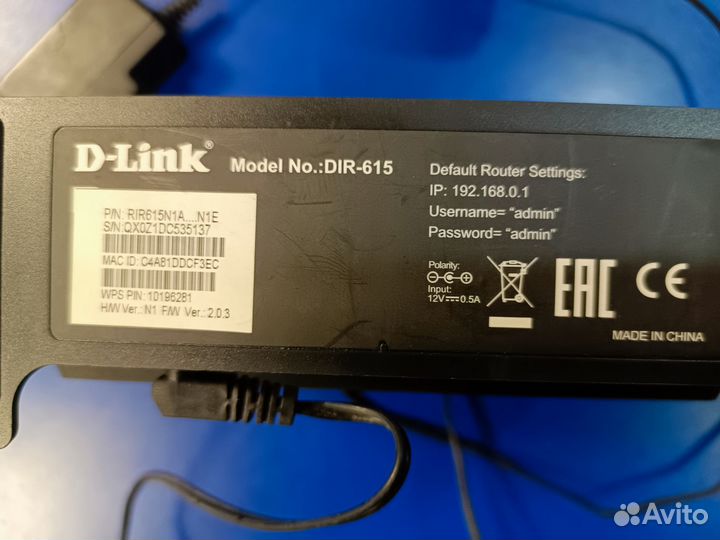 D-Link®
Model No.:DIR-615
P/N: RIR615N1A....N1E
S/N:QX0Z1DC535137
MAC ID: C4A81DDCF3EC
WPS PIN: 10196281
H/W Ver.: N1 F/W Ver.: 2.0.3
Default Router Settings:
IP: 192.168.0.1
Username= “admin”
Password= “admin”
Polarity:
Input:
12V⎓0.5A
EAC
MADE IN CHINA
Avito